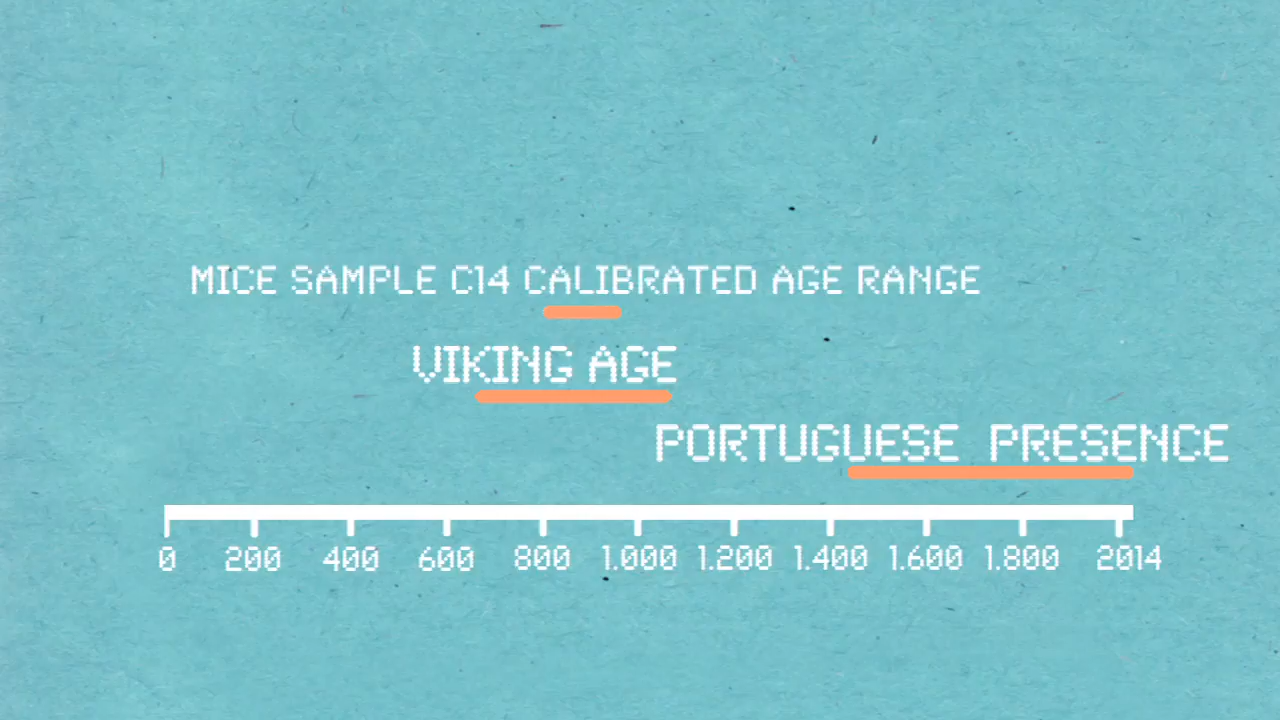 MICE SAMPLE C14 CALIBRATED AGE RANGE
VIKING AGE
PORTUGUESE PRESENCE
0 200 400 600 800 1.000 1.200 1.400 1.600 1.800 2014